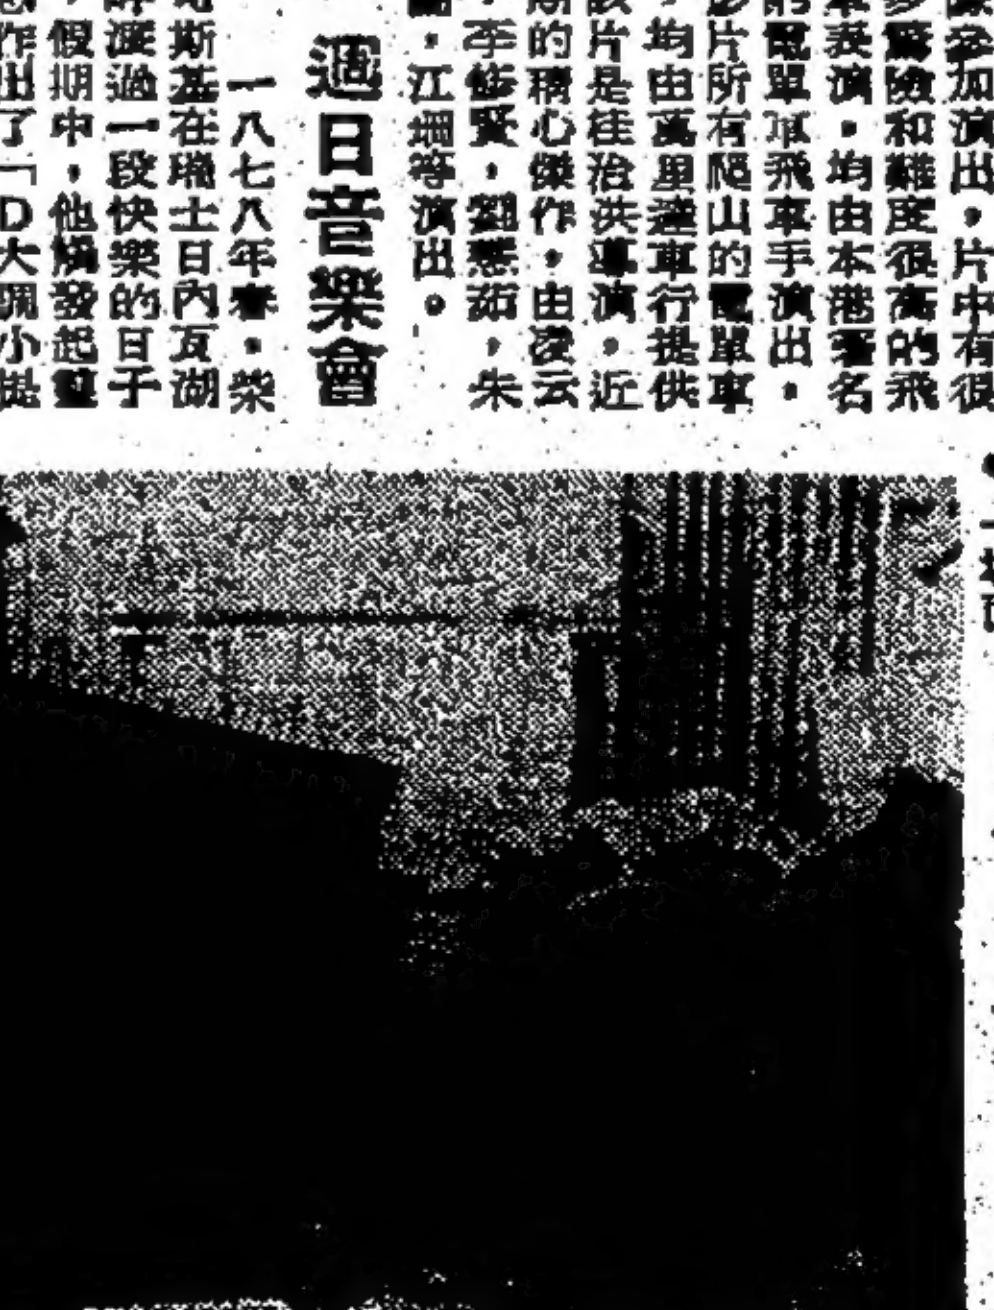 參加演出，片中有很
多驚險和難度很高的飛
車表演，均由本港著名
的電單車飛車手演出，
影片所有爬山的電單車
，均由萬里達車行提供
該片是桂治洪導演，近
期的精心傑作，由凌云
，李修賢，劉慧茹，朱
，江珊等演出。
週日音樂會
一八七八年春，柴
斯基在瑞士日內瓦湖
畔渡過一段快樂的日子
，假期中，他發起
作出了「D大調小提